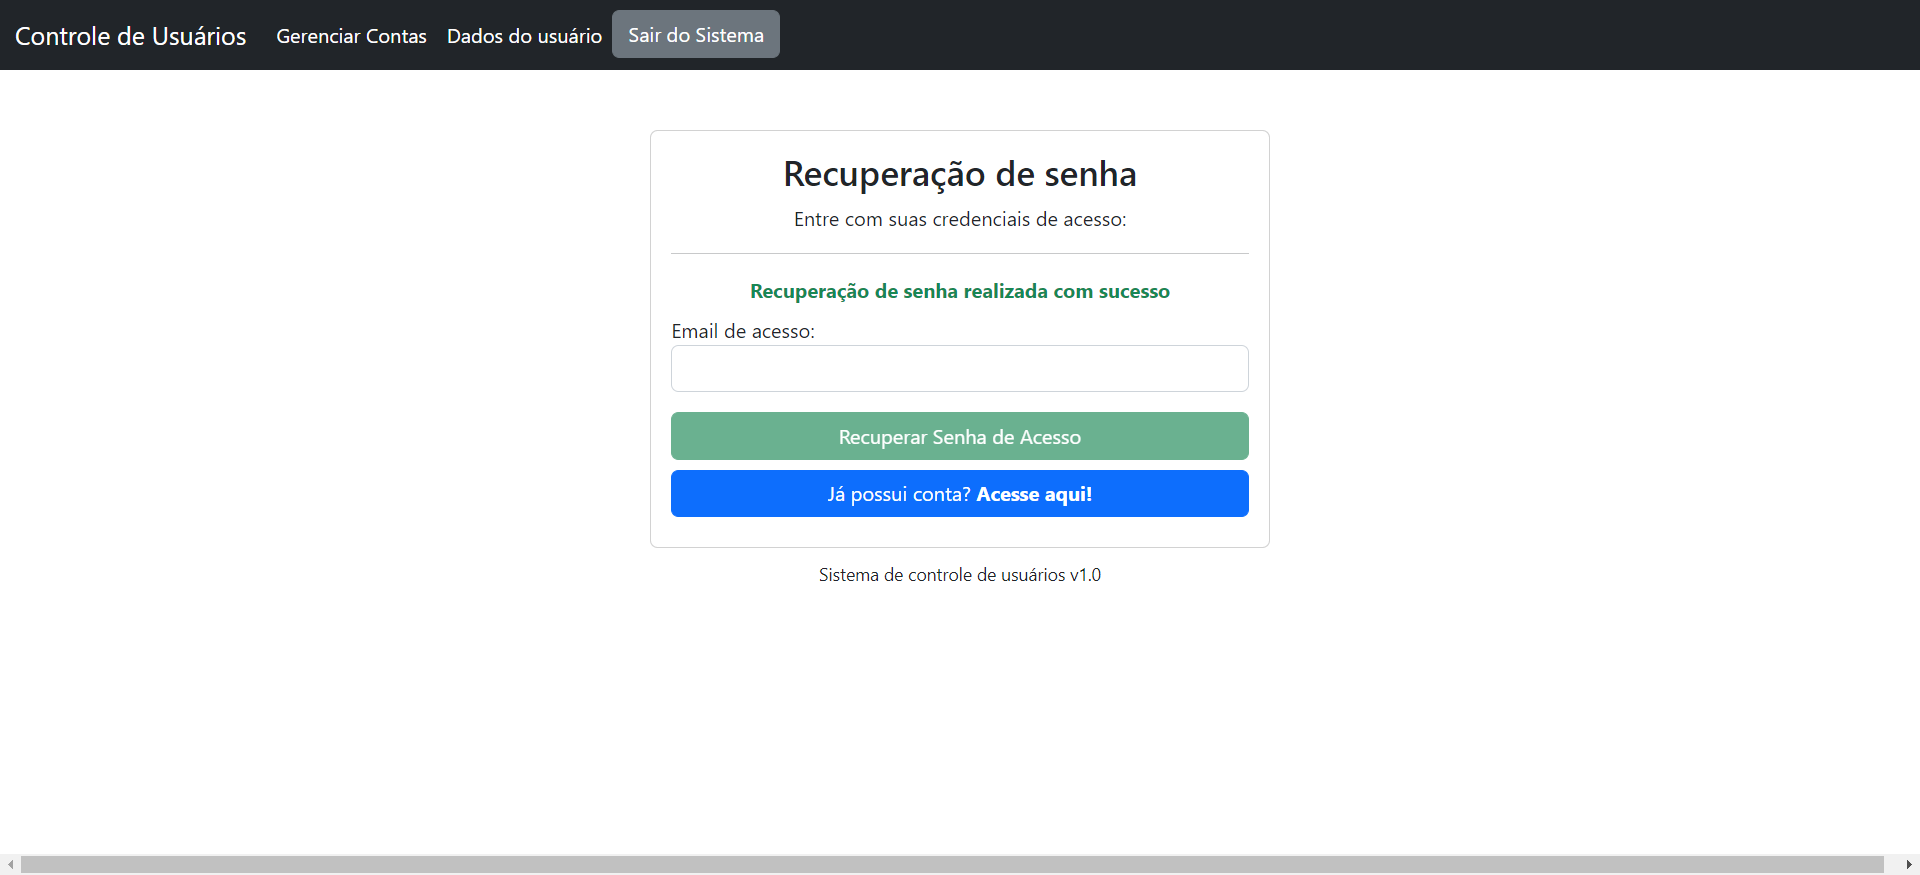 Controle de Usuários Gerenciar Contas Dados do usuário Sair do Sistema
Recuperação de senha
Entre com suas credenciais de acesso:
Recuperação de senha realizada com sucesso
Email de acesso:
Recuperar Senha de Acesso
Já possui conta? Acesse aqui!
Sistema de controle de usuários v1.0